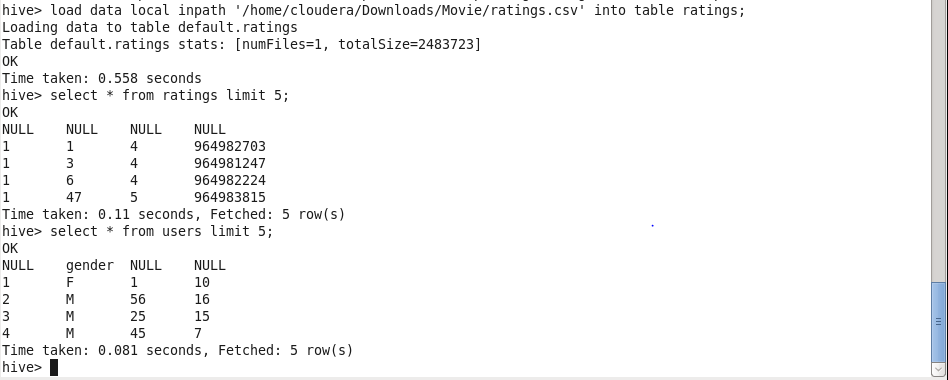 hive> load data local inpath '/home/cloudera/Downloads/Movie/ratings.csv' into table ratings;
Loading data to table default.ratings
Table default.ratings stats: [numFiles=1, totalSize=2483723]
OK
Time taken: 0.558 seconds
hive> select * from ratings limit 5;
OK
NULL    NULL    NULL    NULL
1       1       4       964982703
1       3       4       964981247
1       6       4       964982224
1       47      5       964983815
Time taken: 0.11 seconds, Fetched: 5 row(s)
hive> select * from users limit 5;
OK
NULL    gender  NULL    NULL
1       F       1       10
2       M       56      16
3       M       25      15
4       M       45      7
Time taken: 0.081 seconds, Fetched: 5 row(s)
hive>